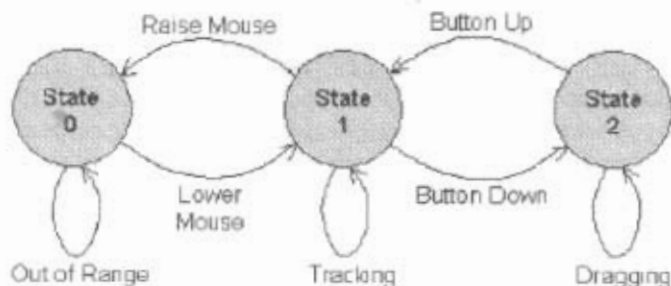 Raise Mouse
Button Up
State
0
State
1
State
2
Lower
Mouse
Button Down
Out of Range
Tracking
Dragging